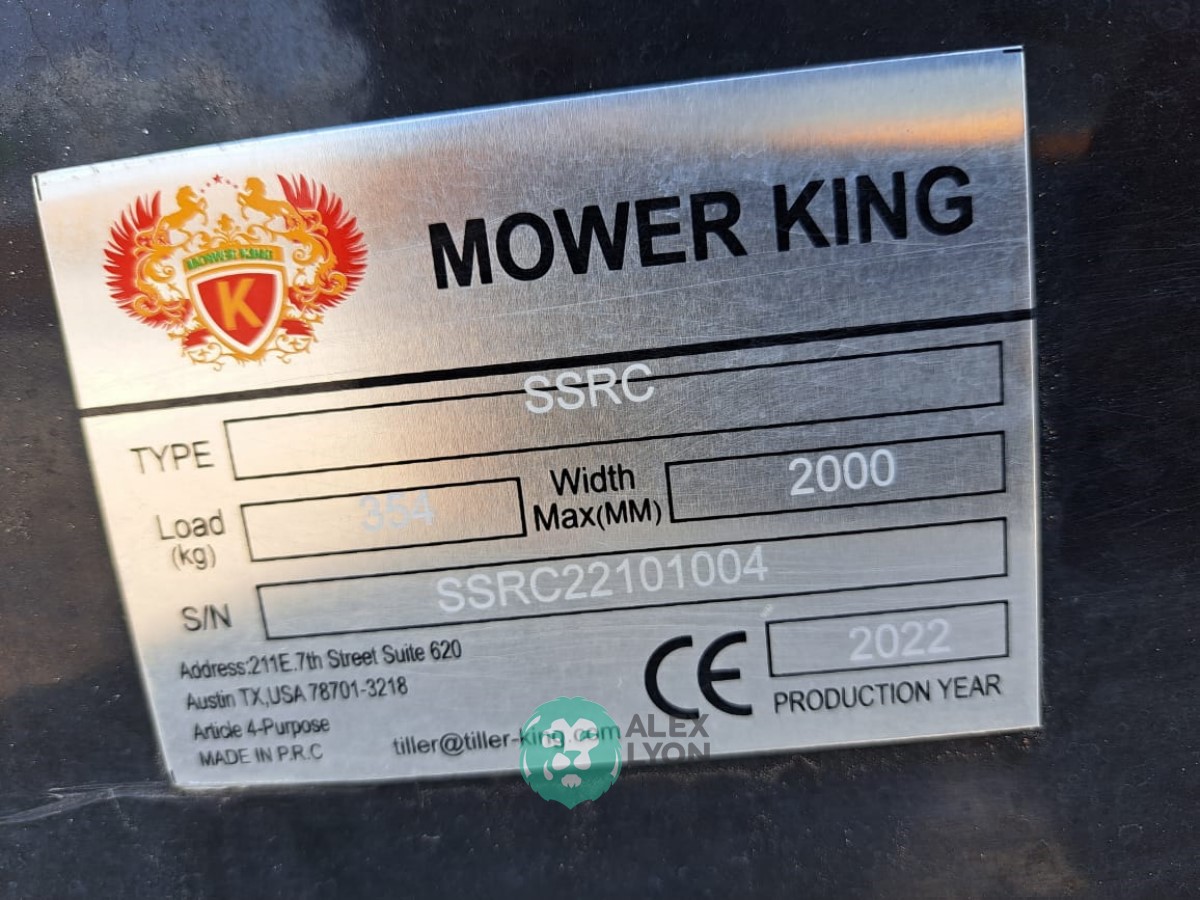 MOWER KING
K
MOWER KING
TYPE SSRC
Load (kg) 354 Width Max(MM) 2000
S/N SSRC22101004
Address:211E.7th Street Suite 620
Austin TX,USA 78701-3218
Article 4-Purpose
MADE IN P.R.C
tiller@tiller-king.com
CE
2022
PRODUCTION YEAR
ALEX
LYON